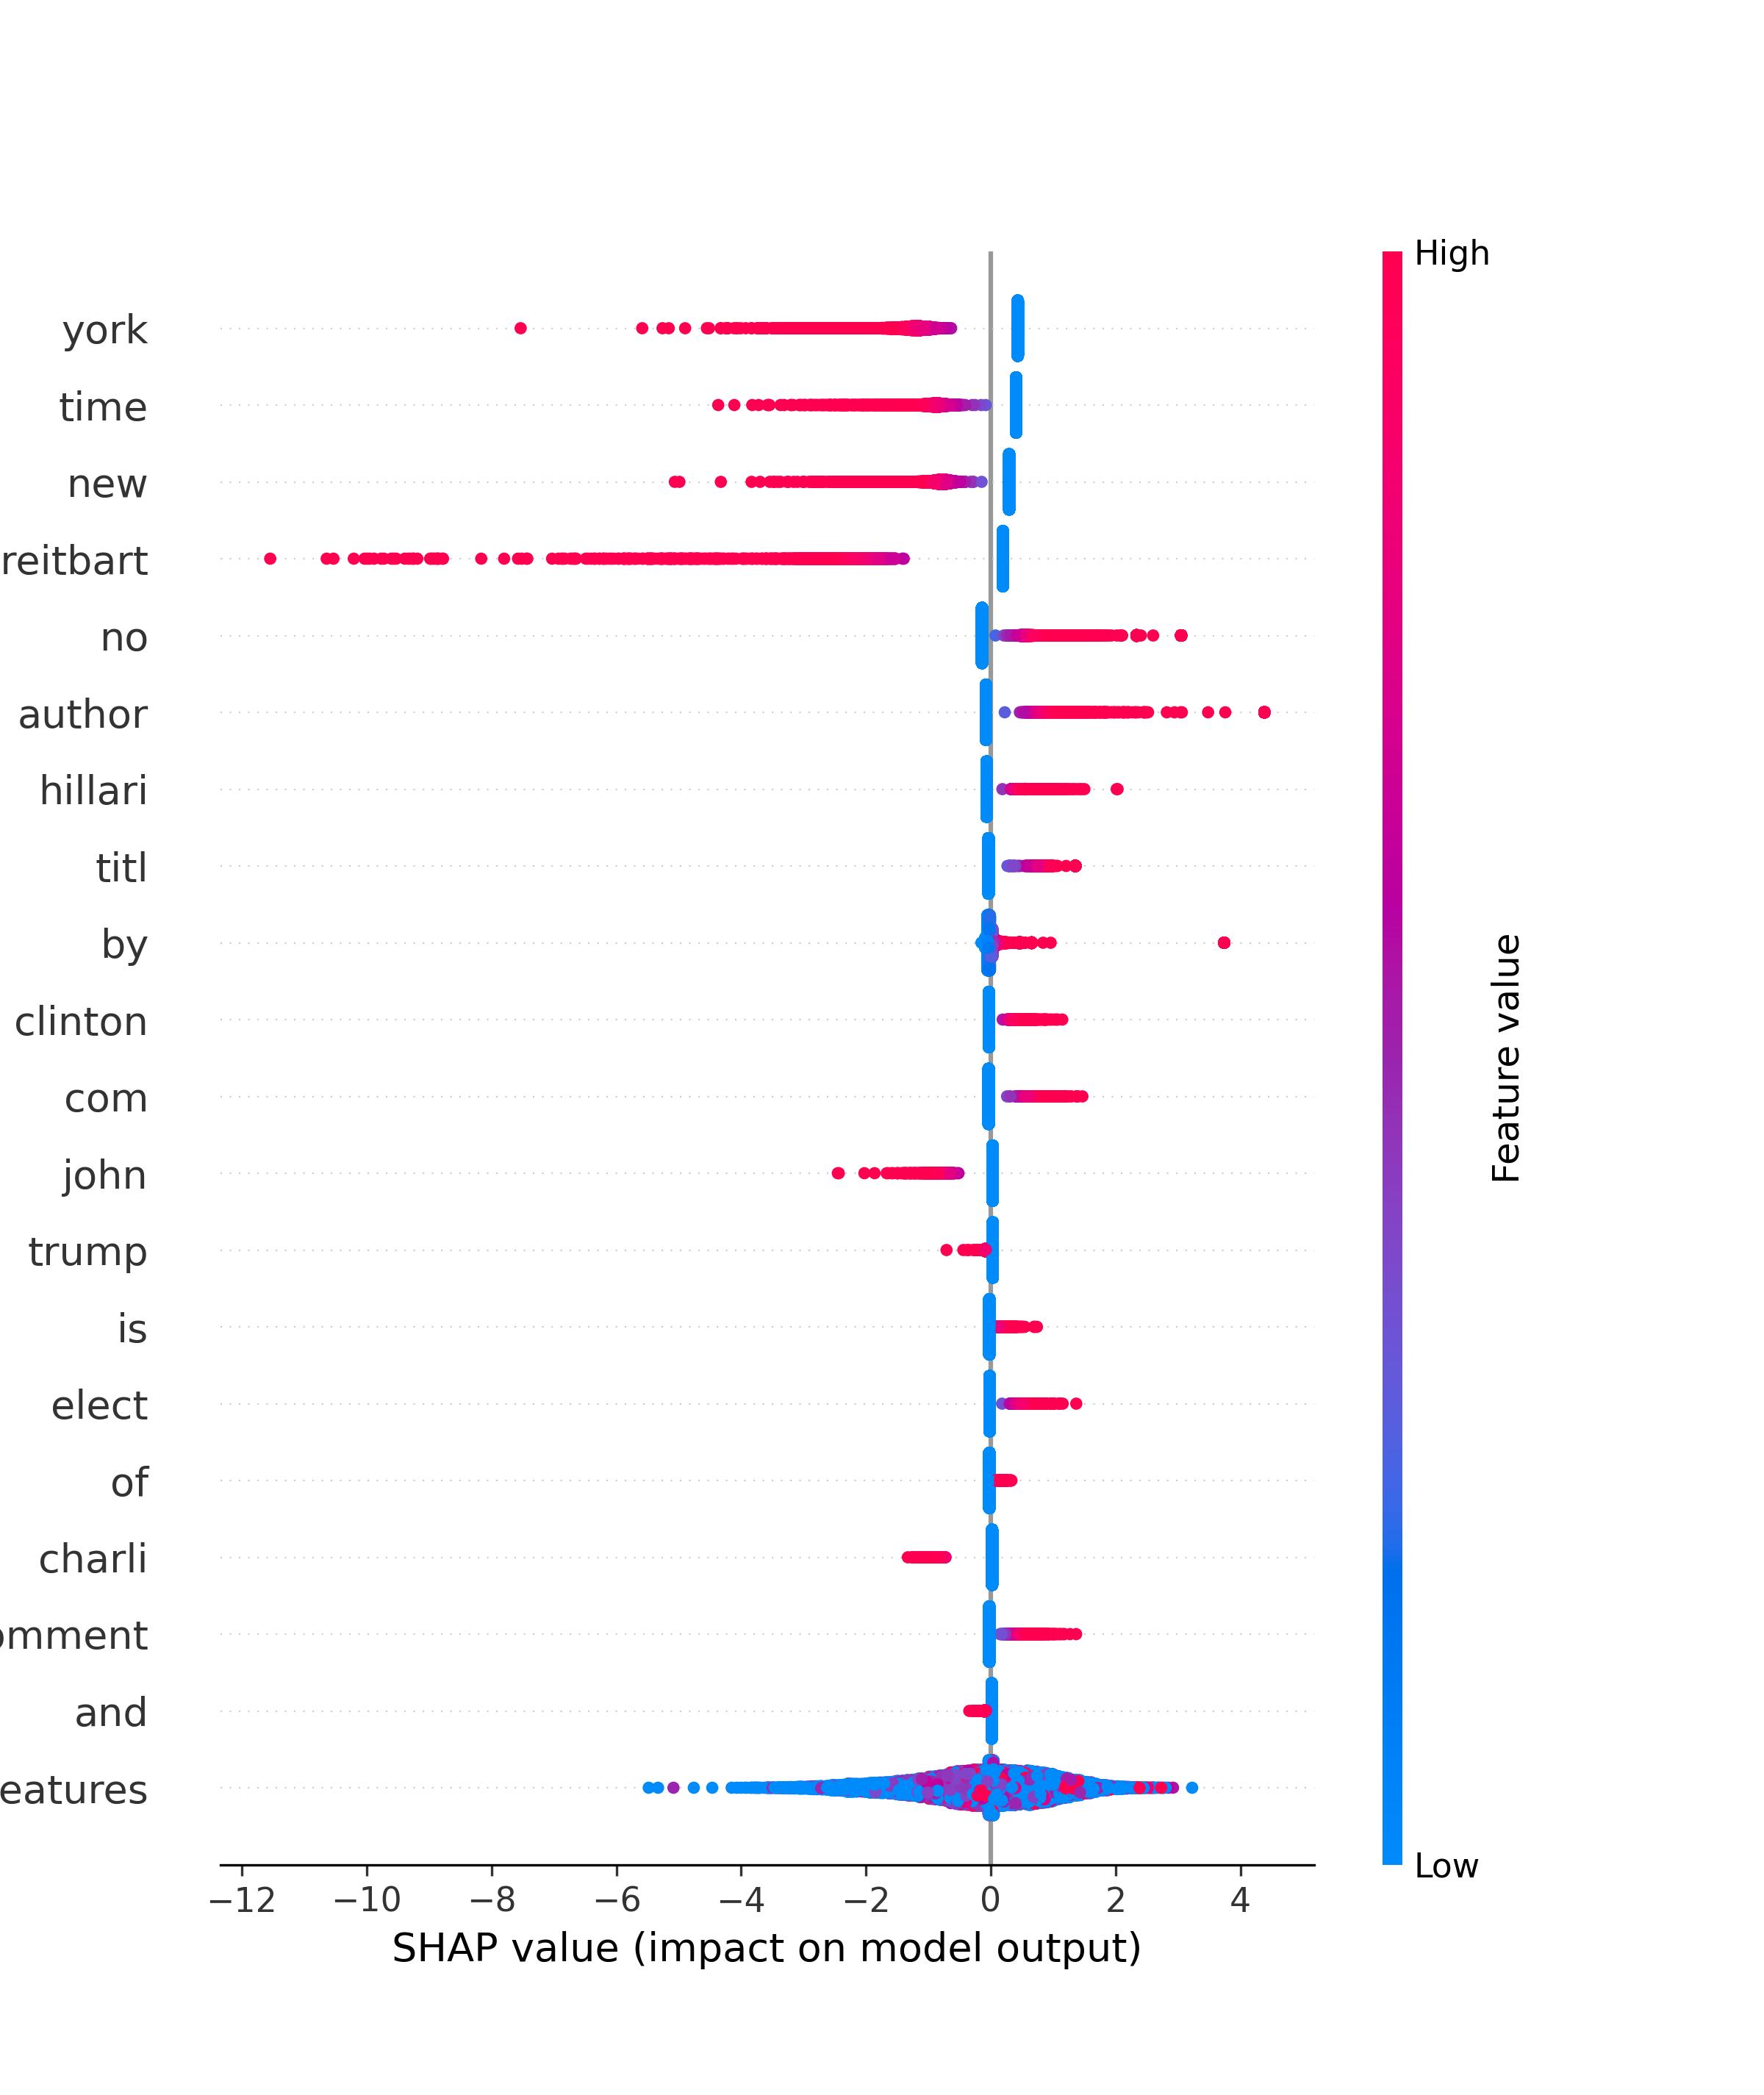 High
york
time
new
reitbart
no
author
hillari
titl
by
clinton
com
john
trump
is
elect
of
charli
omment
and
eatures
Feature value
Low
−12 −10 −8 −6 −4 −2 0 2 4
SHAP value (impact on model output)